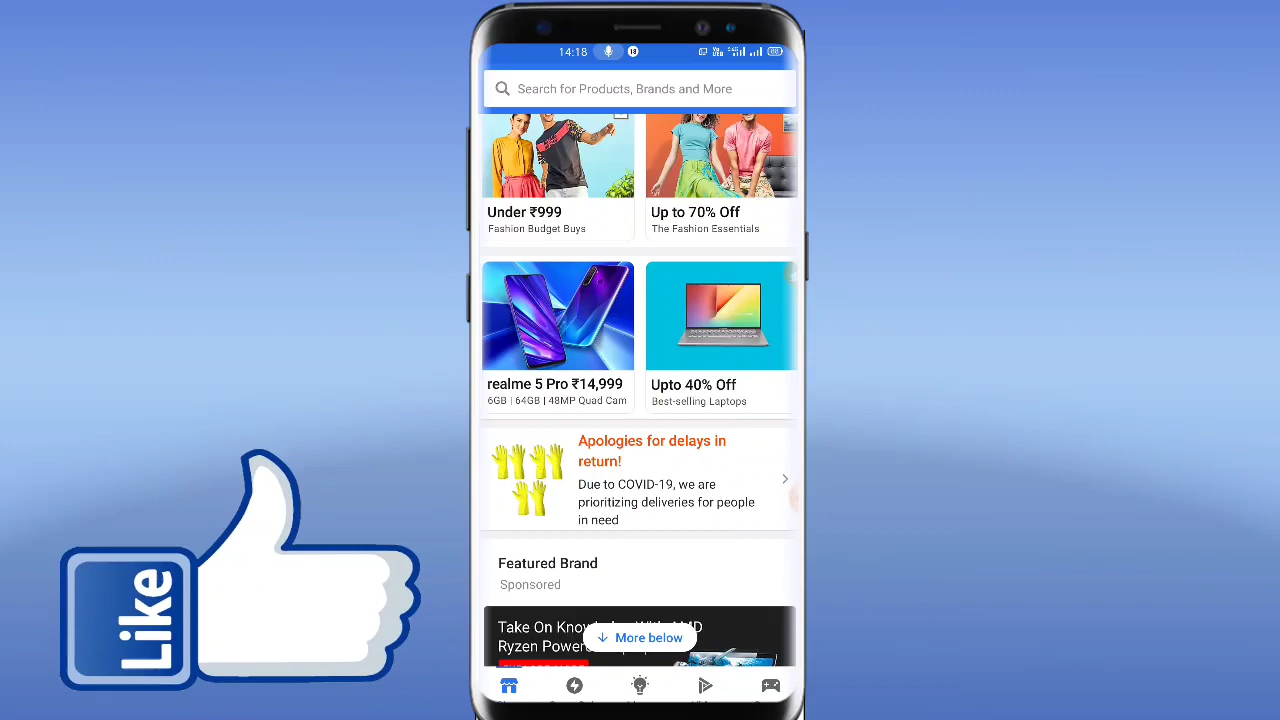 14:18
18
Search for Products, Brands and More
Under ₹999
Fashion Budget Buys
Up to 70% Off
The Fashion Essentials
realme 5 Pro ₹14,999
6GB | 64GB | 48MP Quad Cam
Upto 40% Off
Best-selling Laptops
Apologies for delays in
return!
Due to COVID-19, we are
prioritizing deliveries for people
in need
Featured Brand
Sponsored
Take On
Ryzen
More below
Like